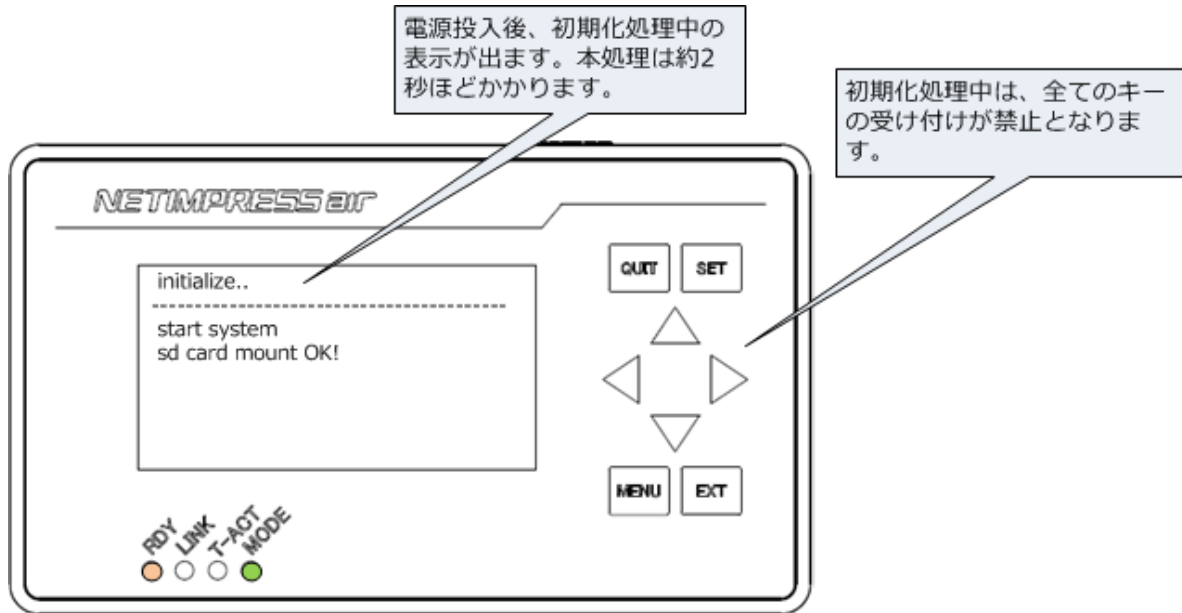 電源投入後、初期化処理中の
表示が出ます。本処理は約2
秒ほどかかります。
初期化処理中は、全てのキー
の受け付けが禁止となりま
す。
NETIMPRESS air
initialize..
--------------------------------------------
start system
sd card mount OK!
QUIT SET
MENU EXT
RDY LINK T-ACT MODE